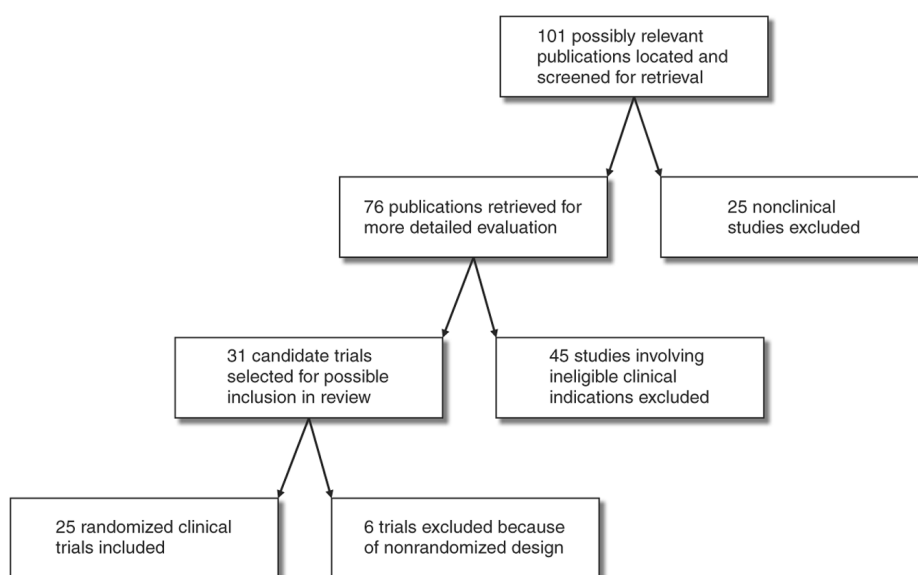 101 possibly relevant
publications located and
screened for retrieval
76 publications retrieved for
more detailed evaluation
25 nonclinical
studies excluded
31 candidate trials
selected for possible
inclusion in review
45 studies involving
ineligible clinical
indications excluded
25 randomized clinical
trials included
6 trials excluded because
of nonrandomized design